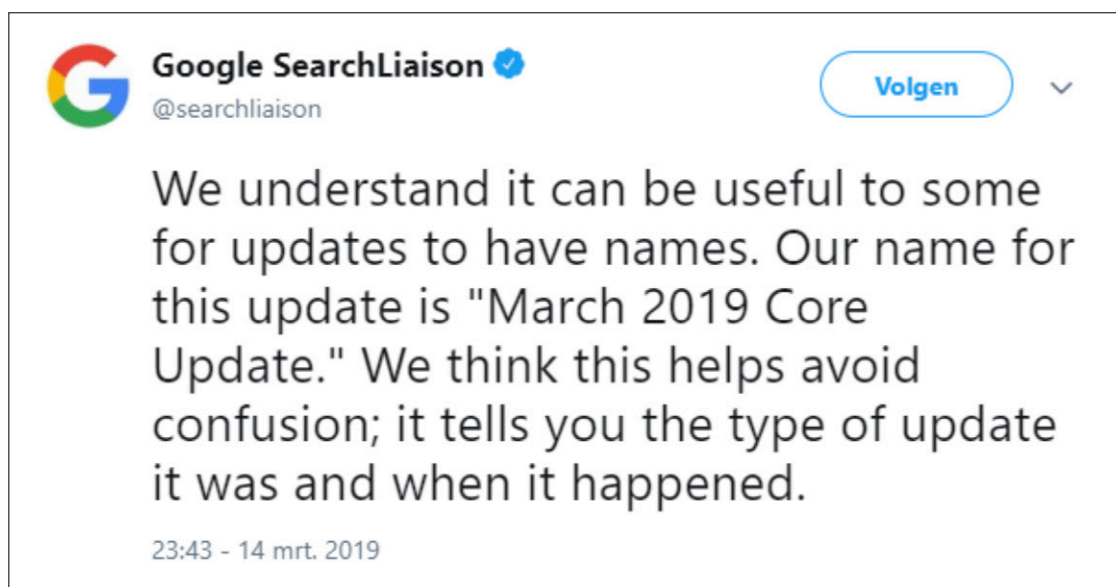 Google SearchLiaison
@searchliaison
Volgen
We understand it can be useful to some
for updates to have names. Our name for
this update is "March 2019 Core
Update." We think this helps avoid
confusion; it tells you the type of update
it was and when it happened.
23:43 - 14 mrt. 2019